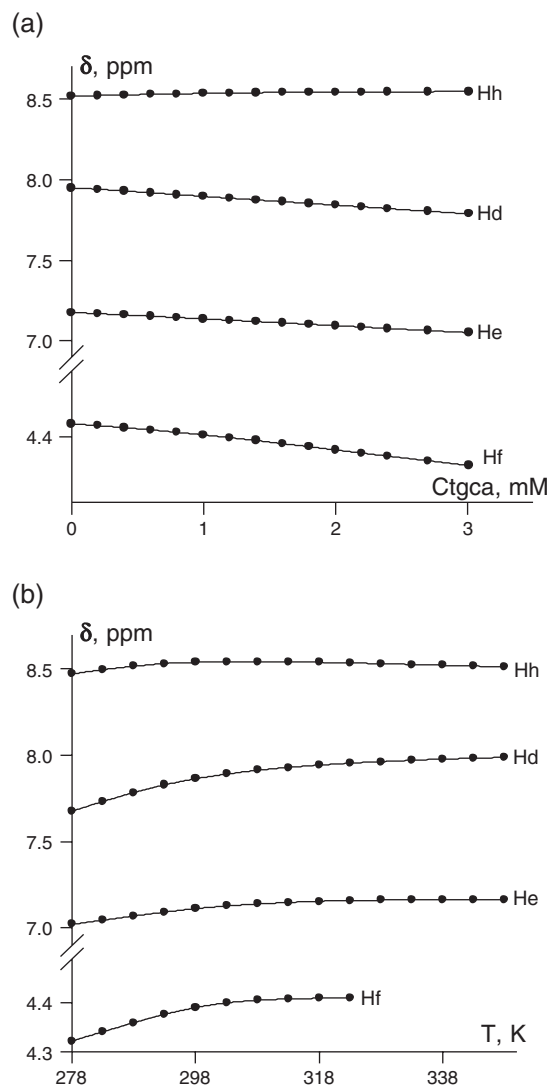 (a)
δ, ppm
8.5
Hh
8.0
Hd
7.5
7.0
He
4.4
Hf
Ctgca, mM
0 1 2 3
(b)
δ, ppm
8.5
Hh
8.0
Hd
7.5
7.0
He
4.4
Hf
4.3
T, K
278 298 318 338